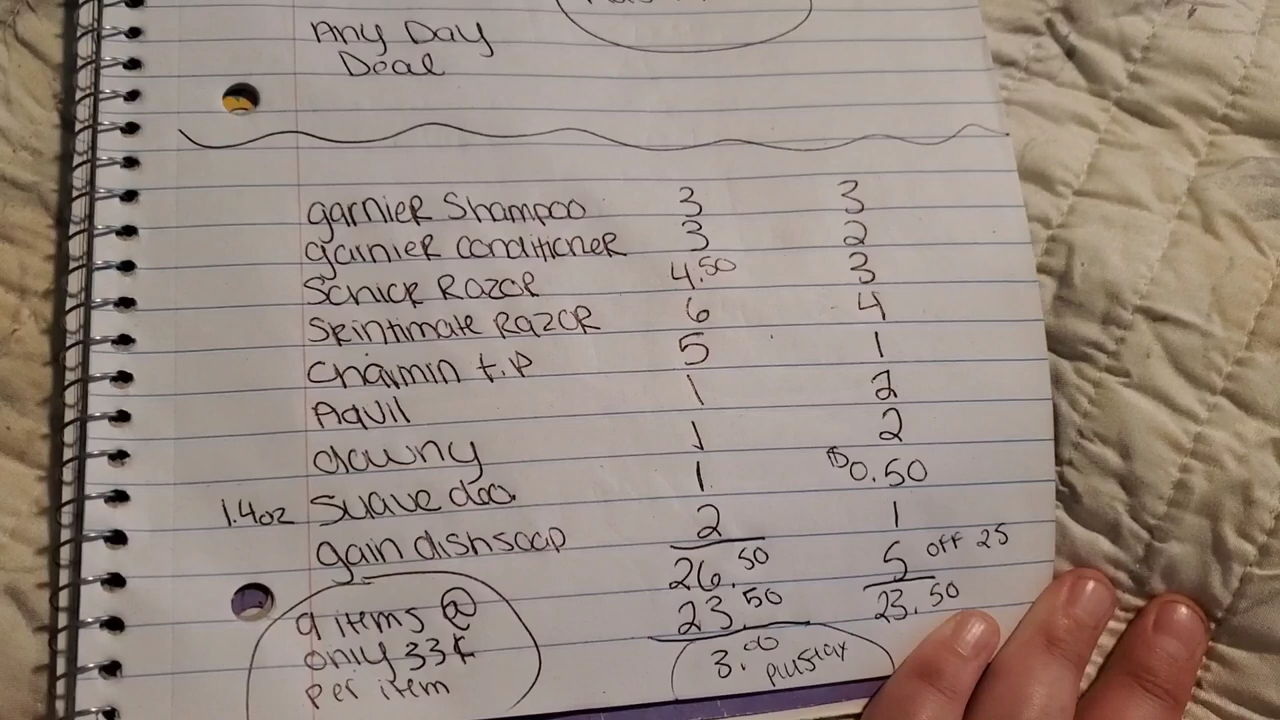 Any Day
Deal
garnier Shampoo 3 3
garnier conditioner 3 2
Schick Razor 4.50 3
Skintimate Razor 6 4
Charmin t.p 5 1
Advil 1 2
downy 1 2
1.4oz Suave deo. 1 $0.50
gain dishsoap 2 1
26.50 5 off 25
23.50 23.50
3.00 plus tax
9 items @
only 33¢
per item